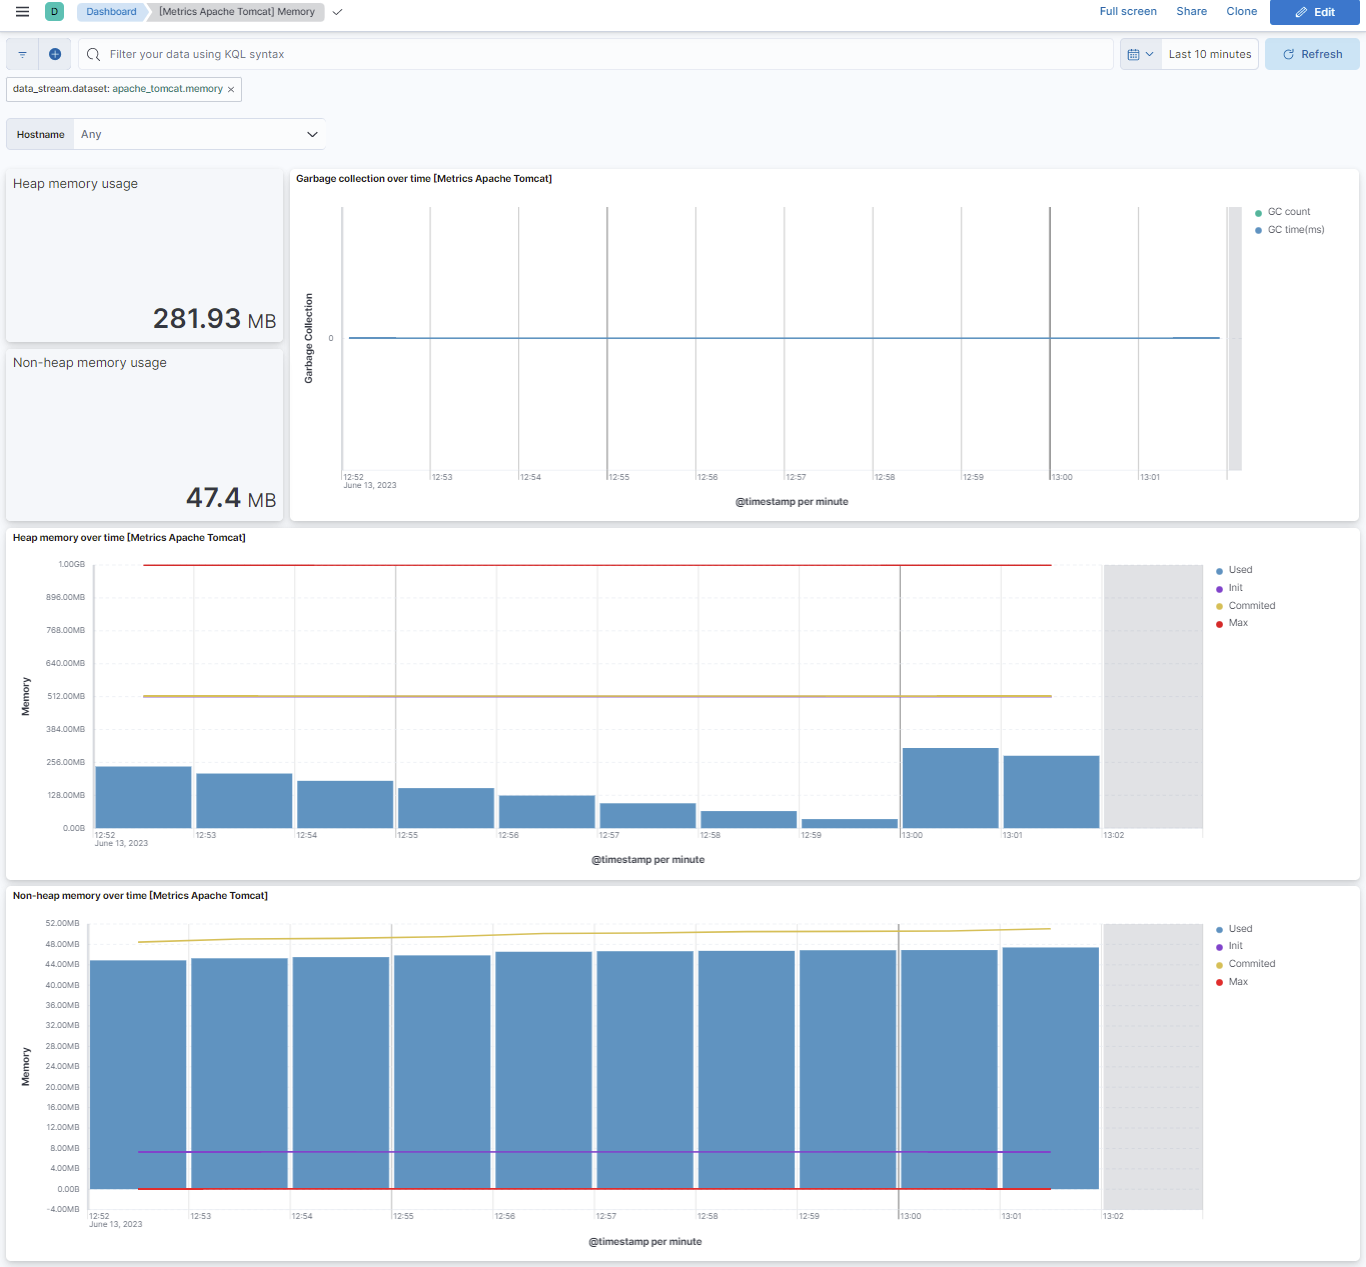 D Dashboard [Metrics Apache Tomcat] Memory Full screen Share Clone Edit
Filter your data using KQL syntax Last 10 minutes Refresh
data_stream.dataset: apache_tomcat.memory ×
Hostname Any
Heap memory usage
281.93 MB
Non-heap memory usage
47.4 MB
Garbage collection over time [Metrics Apache Tomcat]
Garbage Collection
0
12:52 12:53 12:54 12:55 12:56 12:57 12:58 12:59 13:00 13:01
June 13, 2023
@timestamp per minute
GC count
GC time(ms)
Heap memory over time [Metrics Apache Tomcat]
Memory
1.00GB
896.00MB
768.00MB
640.00MB
512.00MB
384.00MB
256.00MB
128.00MB
0.00B
12:52 12:53 12:54 12:55 12:56 12:57 12:58 12:59 13:00 13:01 13:02
June 13, 2023
@timestamp per minute
Used
Init
Commited
Max
Non-heap memory over time [Metrics Apache Tomcat]
Memory
52.00MB
48.00MB
44.00MB
40.00MB
36.00MB
32.00MB
28.00MB
24.00MB
20.00MB
16.00MB
12.00MB
8.00MB
4.00MB
0.00B
-4.00MB
12:52 12:53 12:54 12:55 12:56 12:57 12:58 12:59 13:00 13:01 13:02
June 13, 2023
@timestamp per minute
Used
Init
Commited
Max